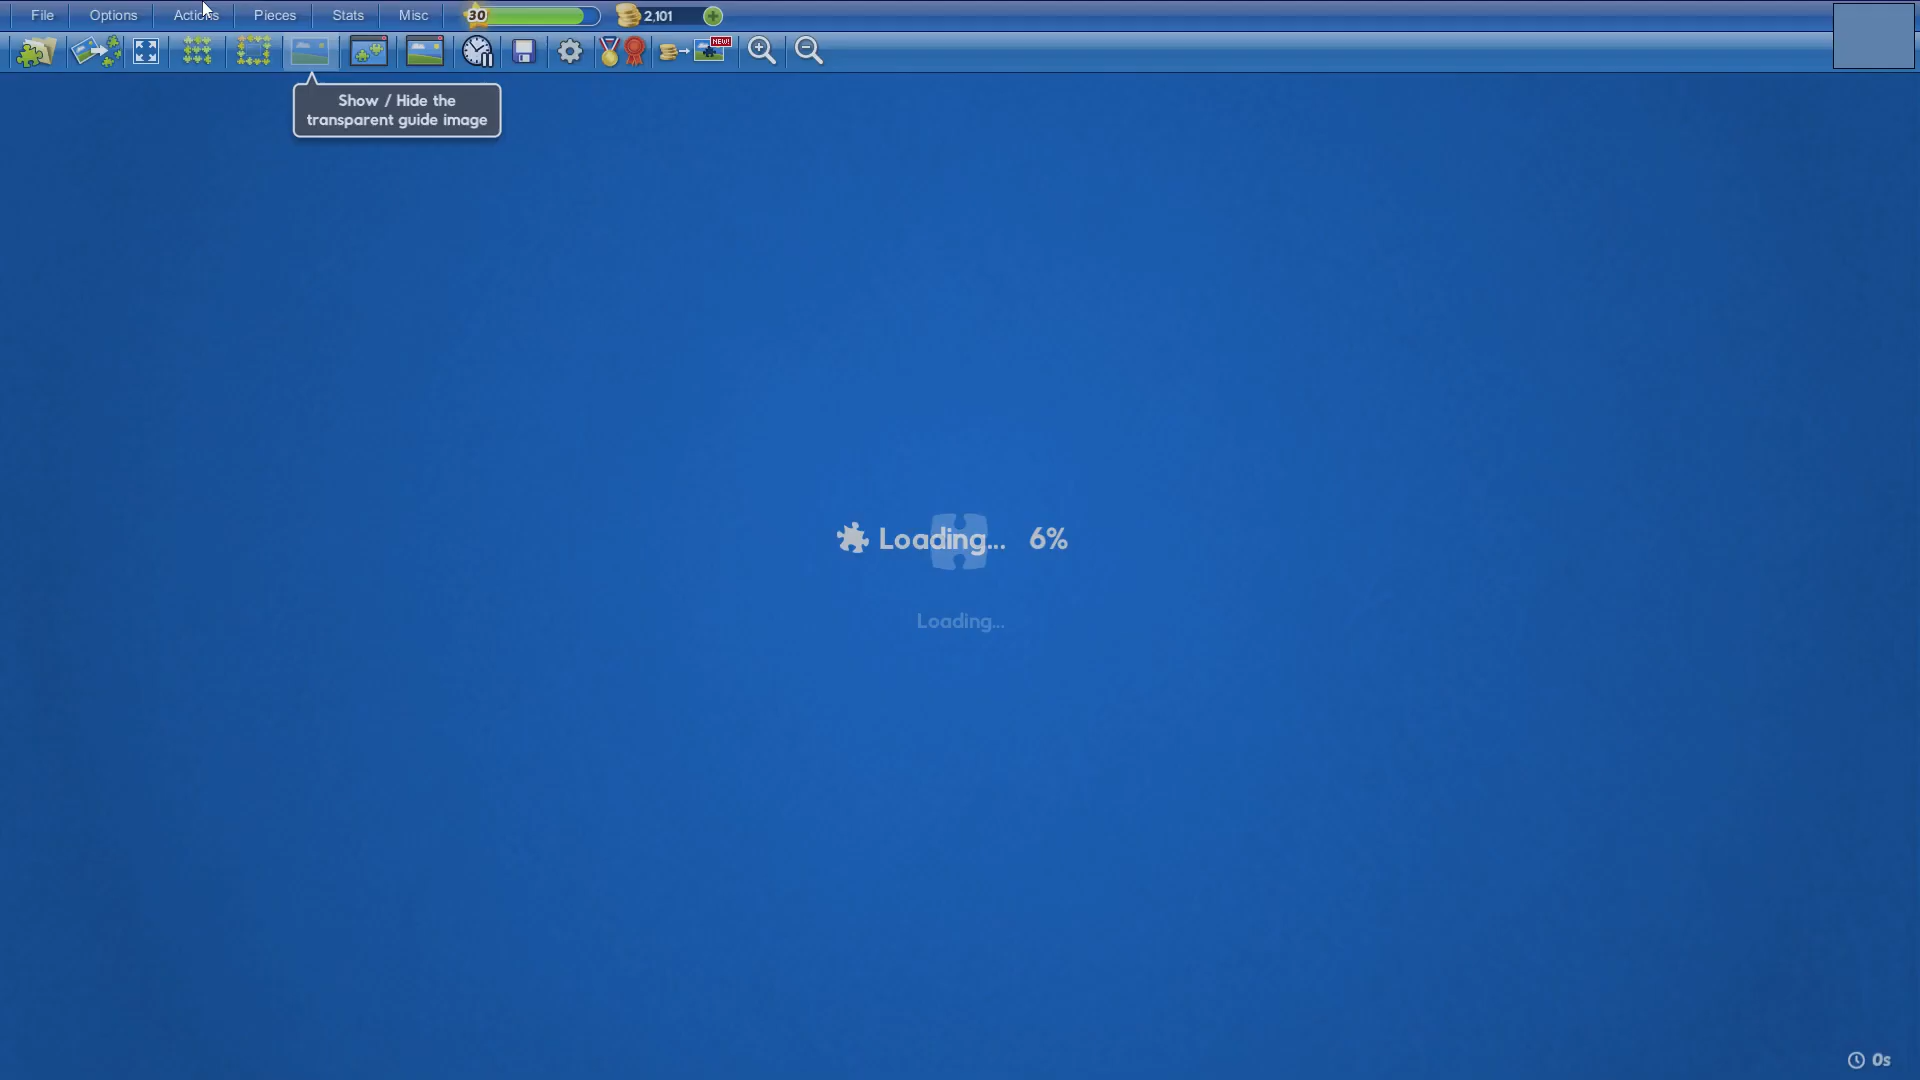 File Options Actions Pieces Stats Misc 30 2,101
NEW!
Show / Hide the
transparent guide image
Loading... 6%
Loading...
0s